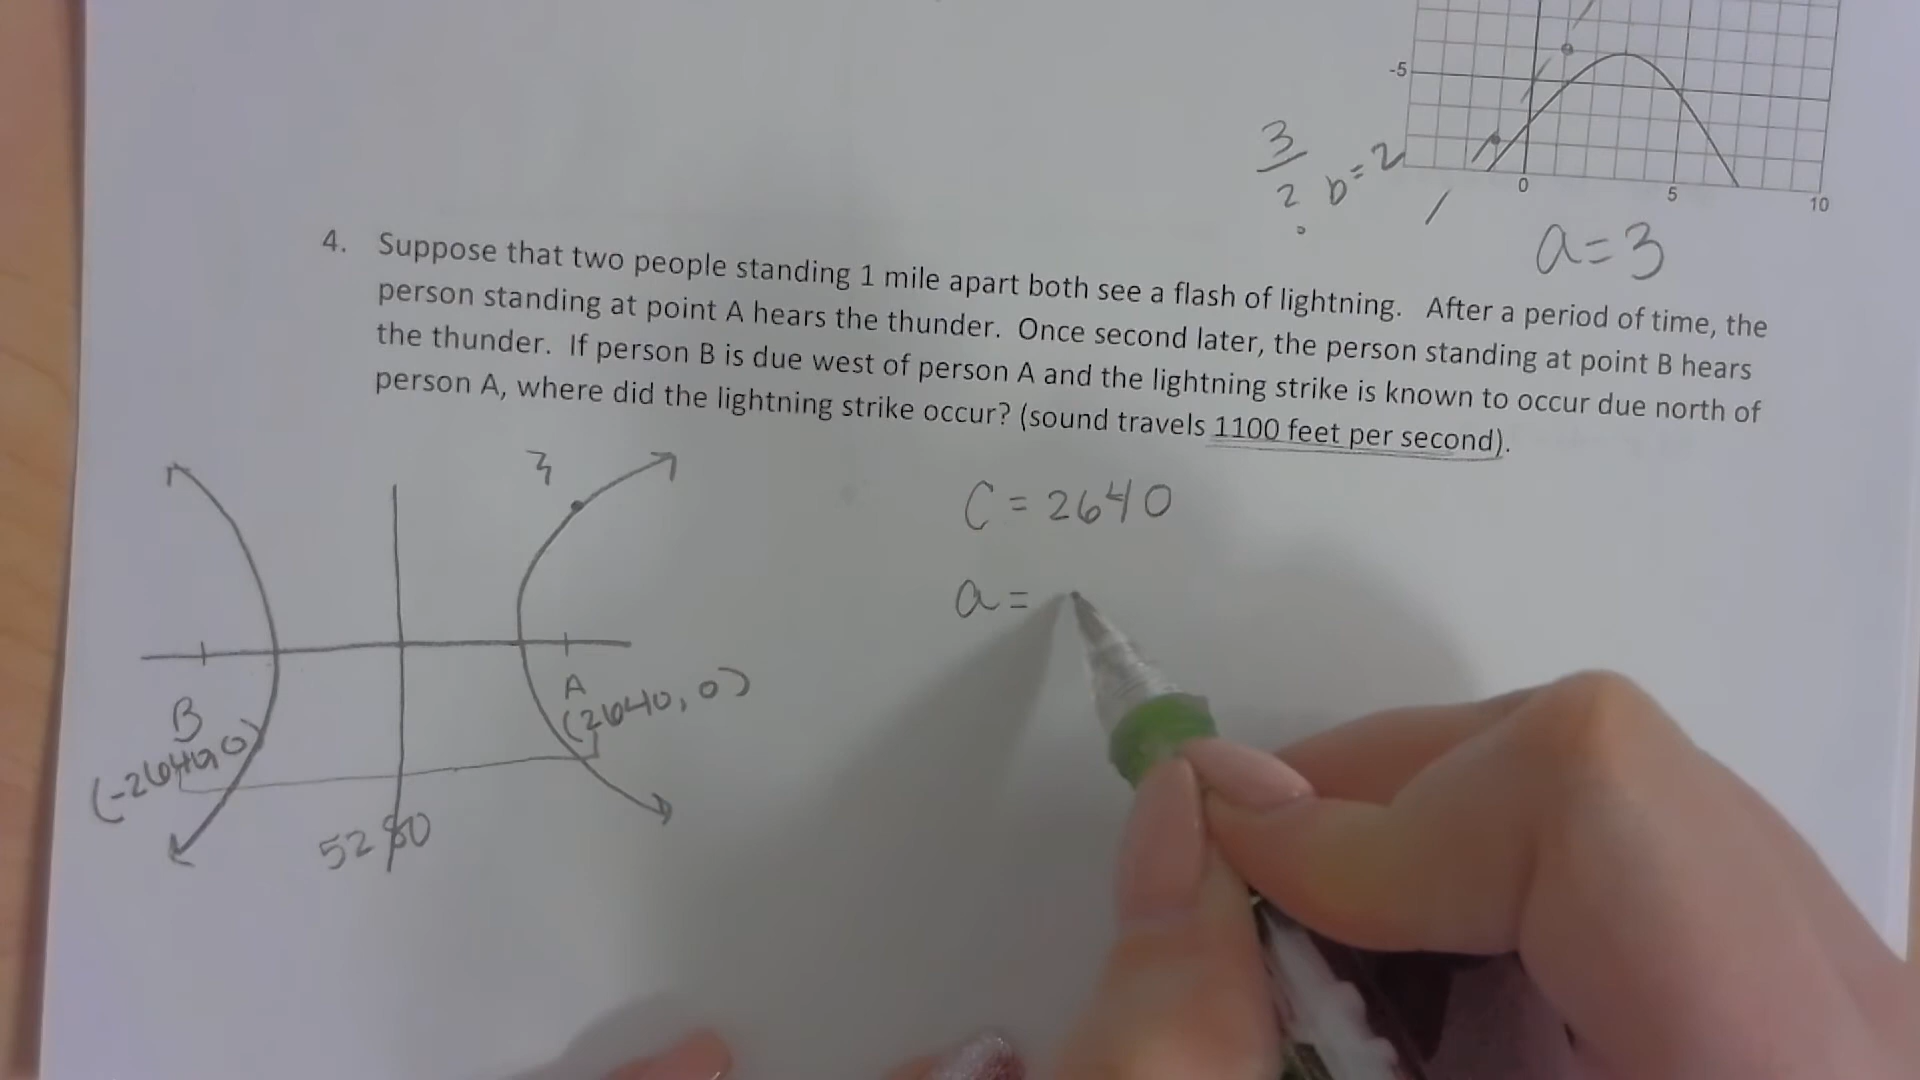 -5
0
5
10
3
2
b=2
a=3
4. Suppose that two people standing 1 mile apart both see a flash of lightning. After a period of time, the
person standing at point A hears the thunder. Once second later, the person standing at point B hears
the thunder. If person B is due west of person A and the lightning strike is known to occur due north of
person A, where did the lightning strike occur? (sound travels 1100 feet per second).
C = 2640
a =
A
(2640, 0)
B
(-2640,0)
5280